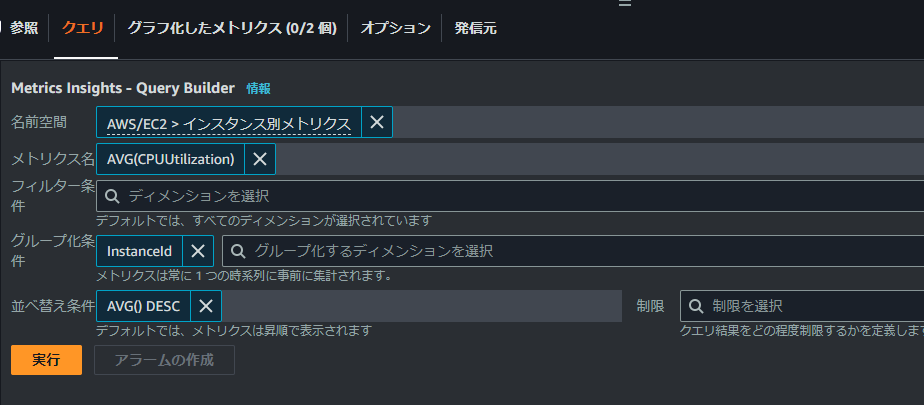 参照 クエリ グラフ化したメトリクス (0/2 個) オプション 発信元
Metrics Insights - Query Builder 情報
名前空間 AWS/EC2 > インスタンス別メトリクス
メトリクス名 AVG(CPUUtilization)
フィルター条件 ディメンションを選択
デフォルトでは、すべてのディメンションが選択されています
グループ化条件 InstanceId グループ化するディメンションを選択
メトリクスは常に 1 つの時系列に事前に集計されます。
並べ替え条件 AVG() DESC 制限 制限を選択
デフォルトでは、メトリクスは昇順で表示されます クエリ結果をどの程度制限するかを定義しま
実行 アラームの作成